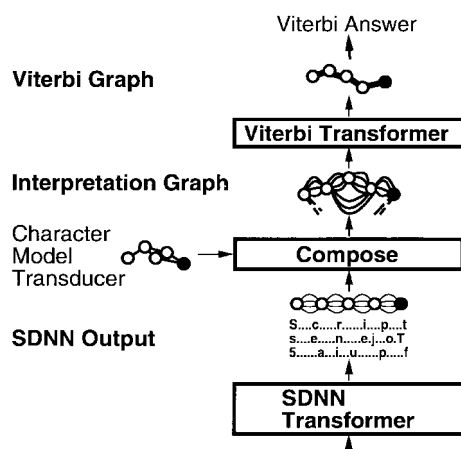 Viterbi Answer
Viterbi Graph
Viterbi Transformer
Interpretation Graph
Character
Model
Transducer
Compose
S....c.....r......i....p....t
s....e.....n.....e.j...o.T
5.....a...i...u......p.....f
SDNN Output
SDNN
Transformer